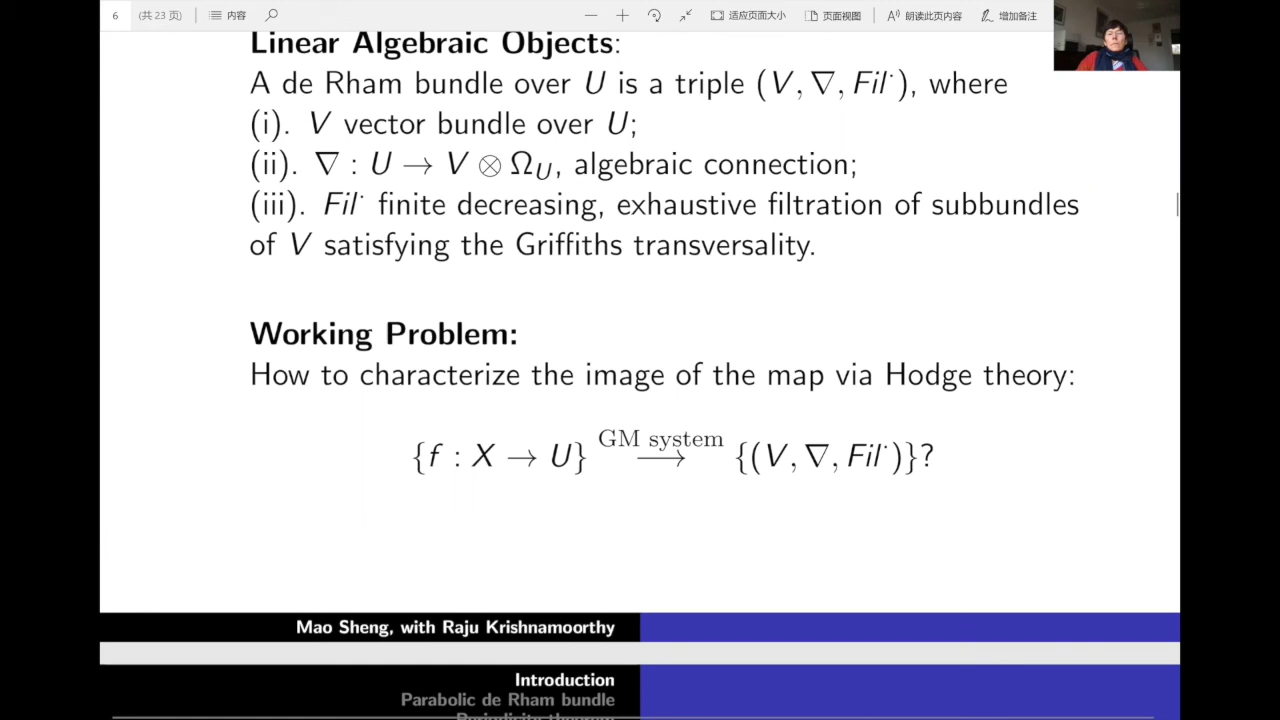 6 (共 23 页) 内容 适应页面大小 页面视图 朗读此页内容 增加备注
Linear Algebraic Objects:
A de Rham bundle over U is a triple (V, ∇, Fil·), where
(i). V vector bundle over U;
(ii). ∇ : U → V ⊗ Ω_U, algebraic connection;
(iii). Fil· finite decreasing, exhaustive filtration of subbundles
of V satisfying the Griffiths transversality.
Working Problem:
How to characterize the image of the map via Hodge theory:
{f : X → U} GM system ⟶ {(V, ∇, Fil·)}?
Mao Sheng, with Raju Krishnamoorthy
Introduction
Parabolic de Rham bundle
Periodicity theorem